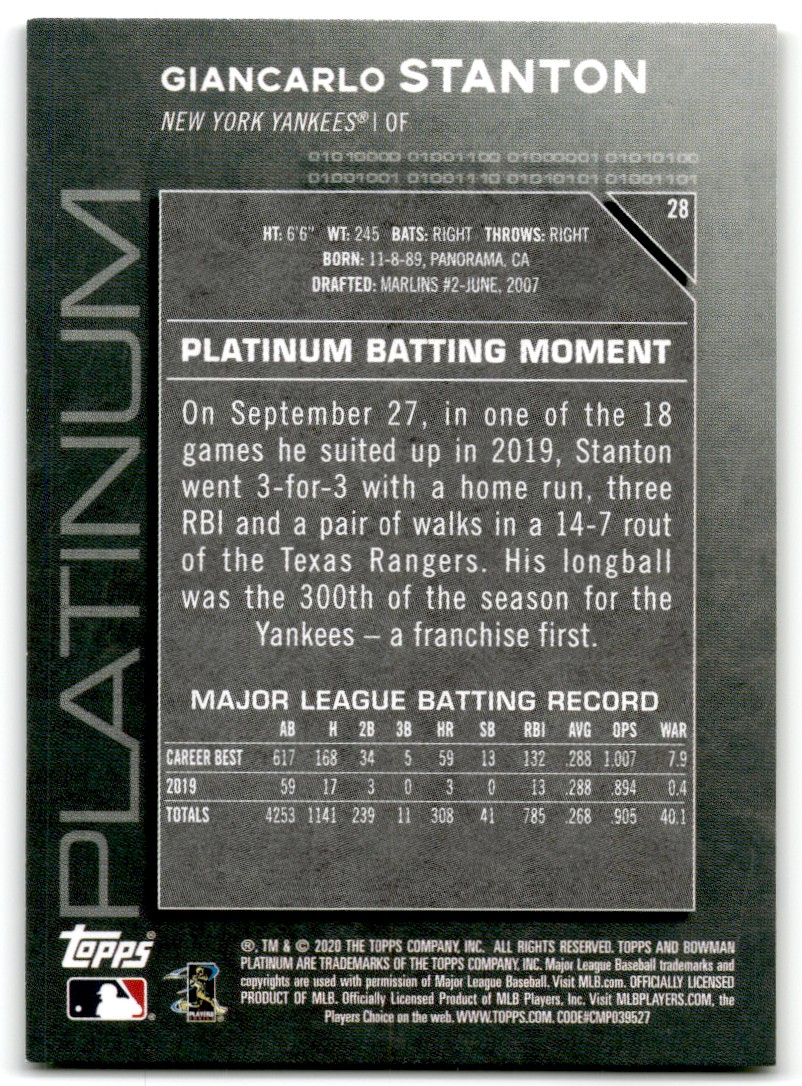 GIANCARLO STANTON
NEW YORK YANKEES® | OF
01010000 01001100 01000001 01010100
01001001 01001110 01010101 01001101
28
HT: 6'6" WT: 245 BATS: RIGHT THROWS: RIGHT
BORN: 11-8-89, PANORAMA, CA
DRAFTED: MARLINS #2-JUNE, 2007
PLATINUM
PLATINUM BATTING MOMENT
On September 27, in one of the 18
games he suited up in 2019, Stanton
went 3-for-3 with a home run, three
RBI and a pair of walks in a 14-7 rout
of the Texas Rangers. His longball
was the 300th of the season for the
Yankees – a franchise first.
MAJOR LEAGUE BATTING RECORD
AB H 2B 3B HR SB RBI AVG OPS WAR
CAREER BEST 617 168 34 5 59 13 132 .288 1.007 7.9
2019 59 17 3 0 3 0 13 .288 .894 0.4
TOTALS 4253 1141 239 11 308 41 785 .268 .905 40.1
topps®
®, TM & © 2020 THE TOPPS COMPANY, INC. ALL RIGHTS RESERVED. TOPPS AND BOWMAN
PLATINUM ARE TRADEMARKS OF THE TOPPS COMPANY, INC. Major League Baseball trademarks and
copyrights are used with permission of Major League Baseball. Visit MLB.com. OFFICIALLY LICENSED
PRODUCT OF MLB. Officially Licensed Product of MLB Players, Inc. Visit MLBPLAYERS.COM, the
Players Choice on the web. WWW.TOPPS.COM. CODE#CMP039527
PLAYERS